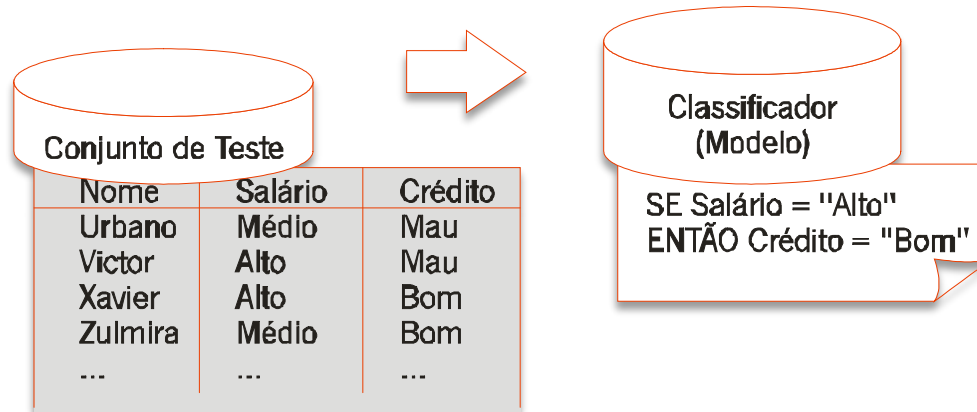 Conjunto de Teste
Nome Salário Crédito
Urbano Médio Mau
Victor Alto Mau
Xavier Alto Bom
Zulmira Médio Bom
... ... ...
Classificador
(Modelo)
SE Salário = "Alto"
ENTÃO Crédito = "Bom"